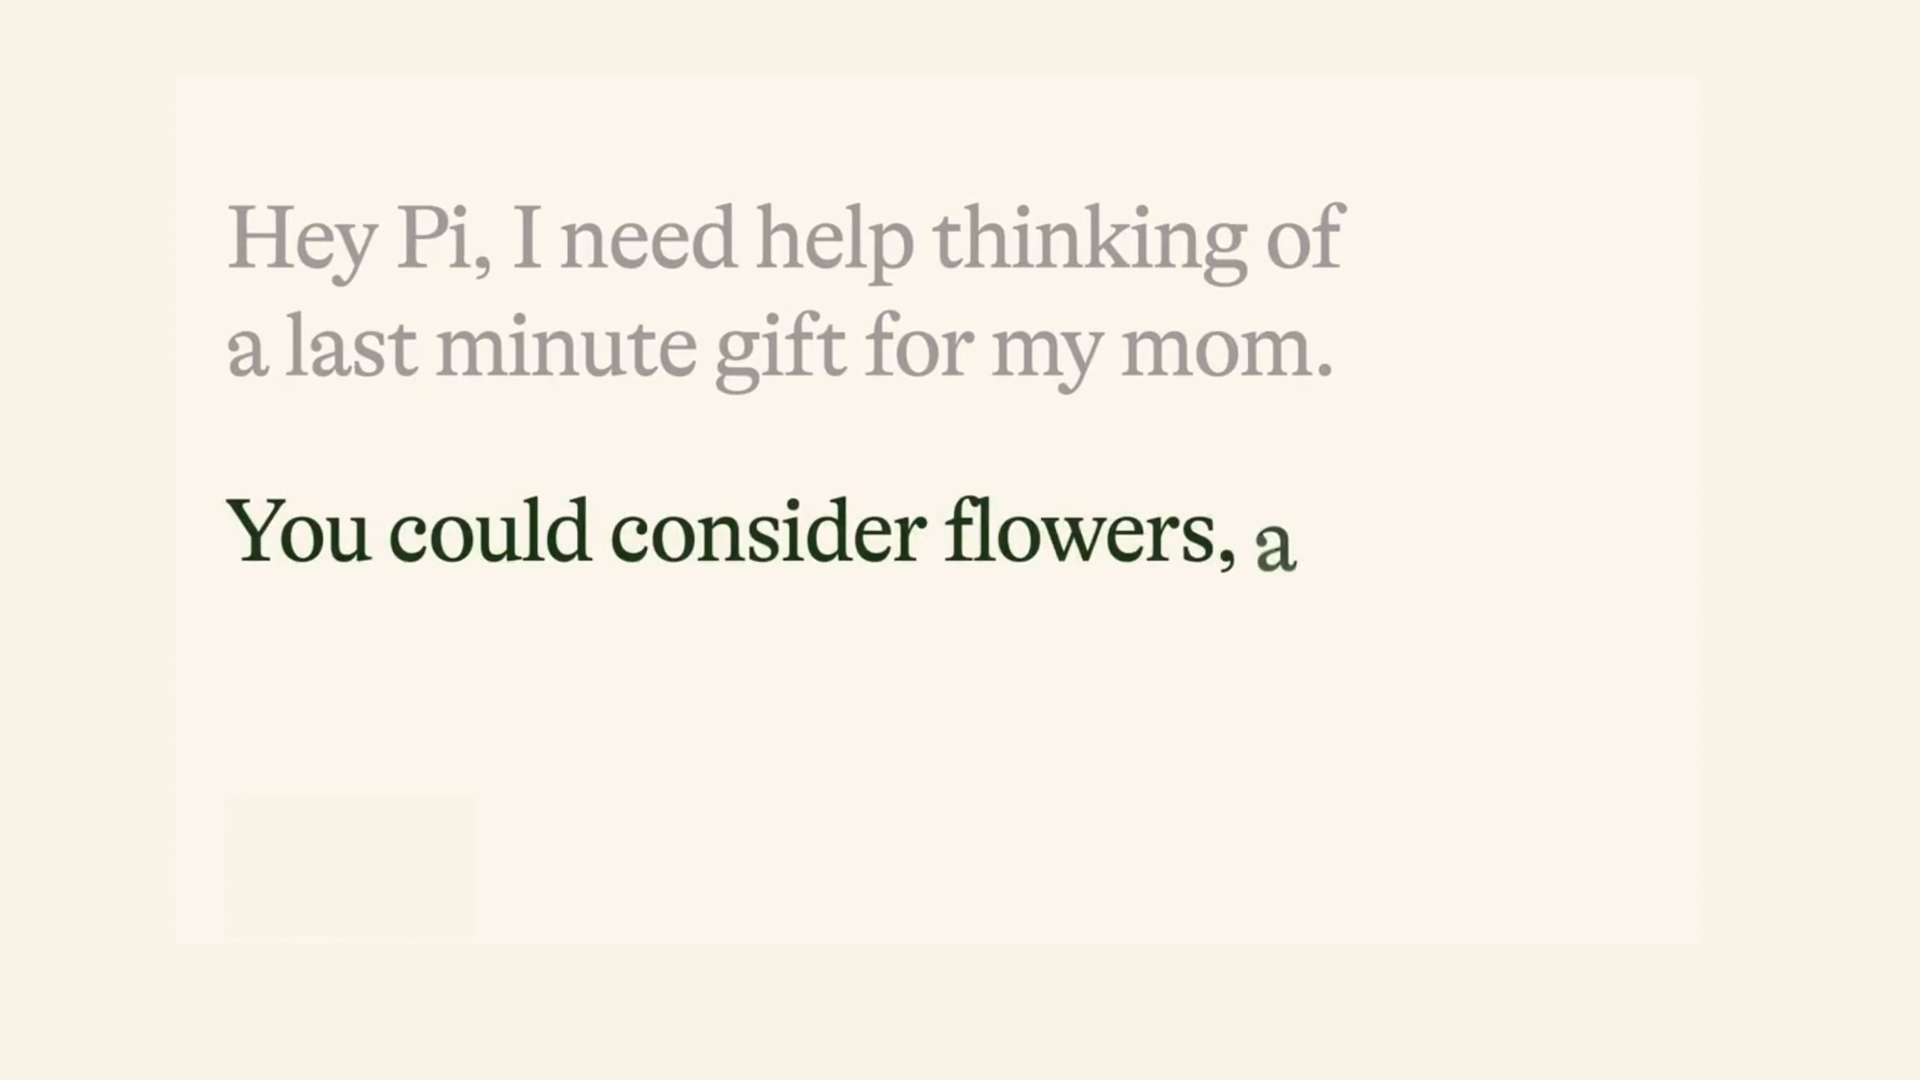 Hey Pi, I need help thinking of
a last minute gift for my mom.
You could consider flowers, a